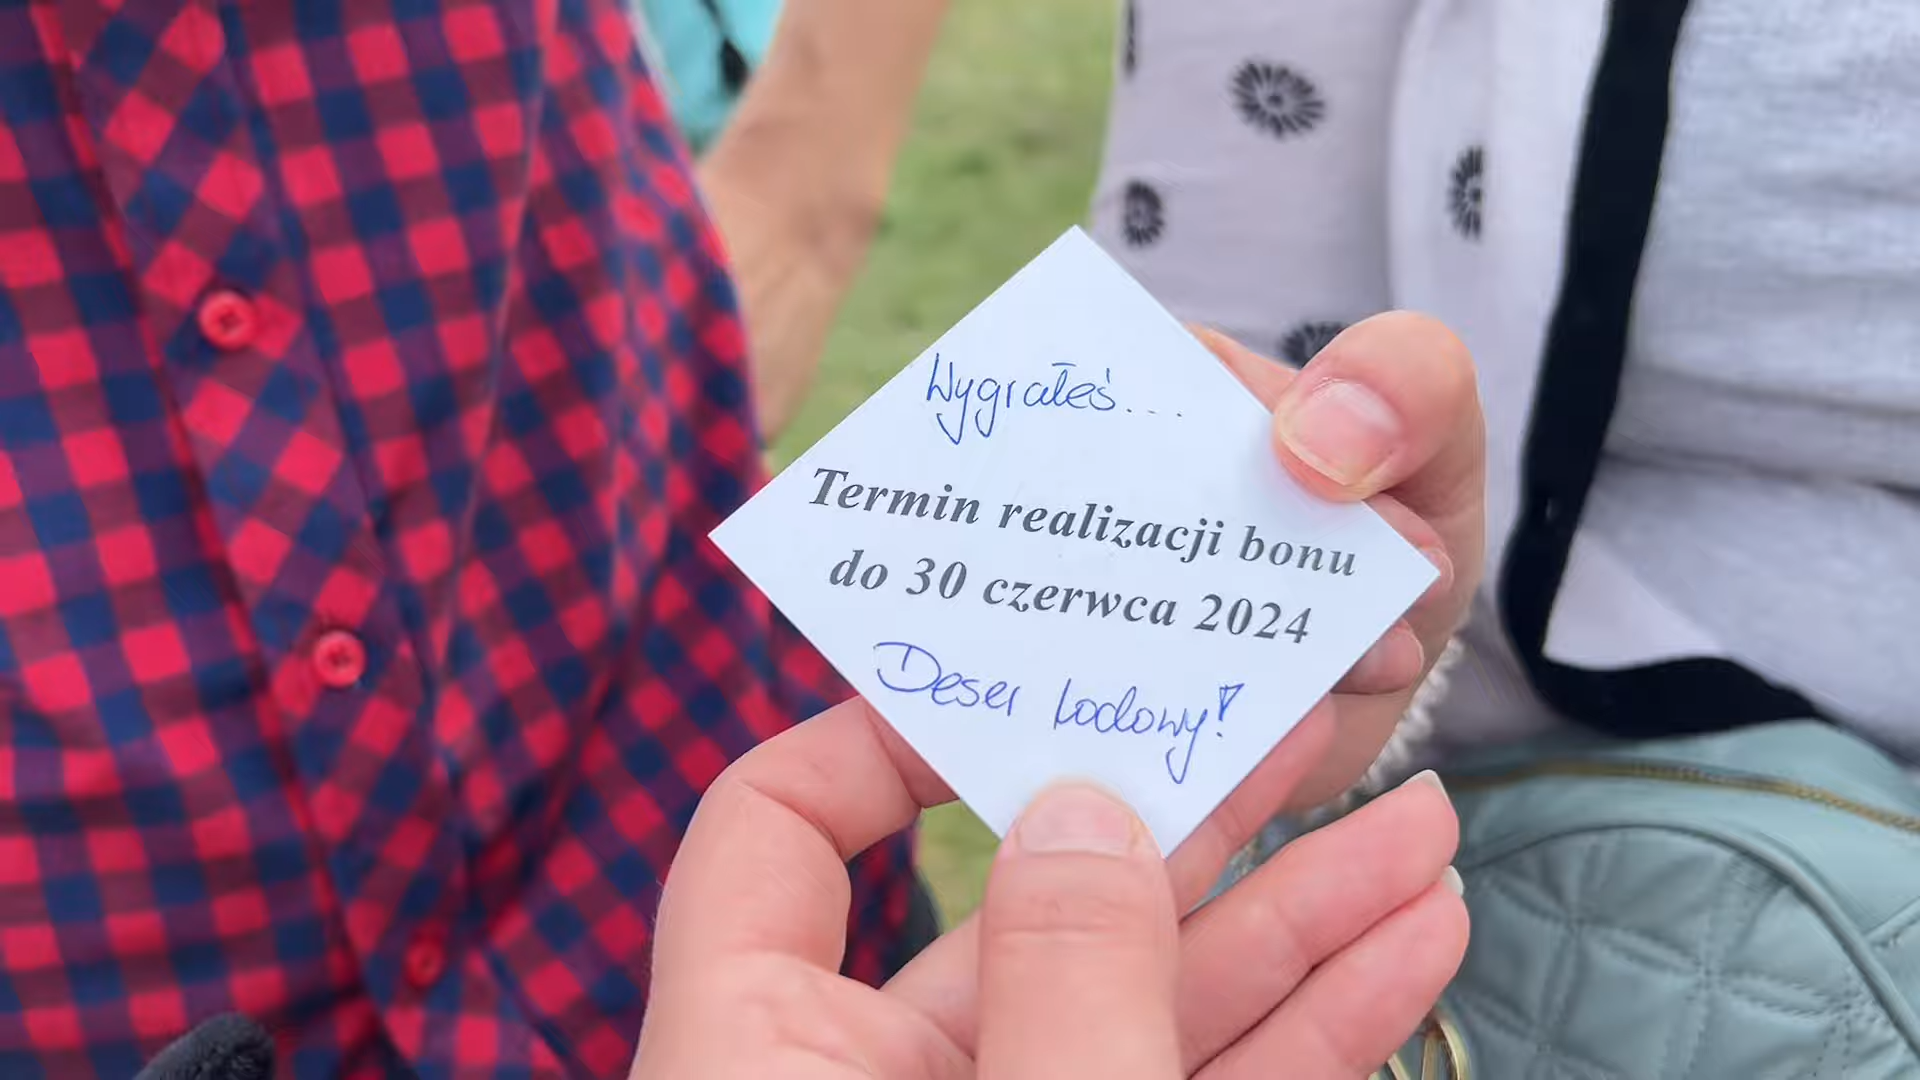 Wygrałeś...
Termin realizacji bonu
do 30 czerwca 2024
Deser Lodowy!